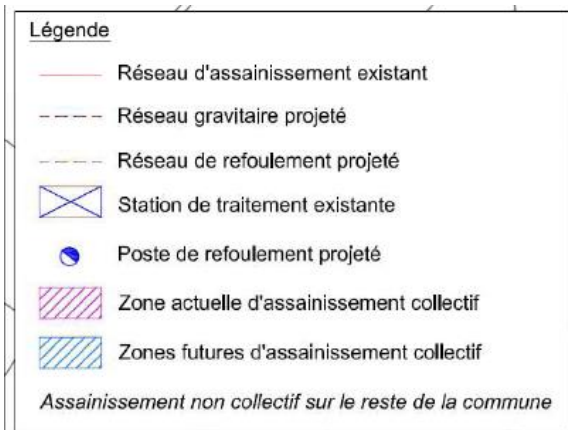 Légende
Réseau d'assainissement existant
Réseau gravitaire projeté
Réseau de refoulement projeté
Station de traitement existante
Poste de refoulement projeté
Zone actuelle d'assainissement collectif
Zones futures d'assainissement collectif
Assainissement non collectif sur le reste de la commune